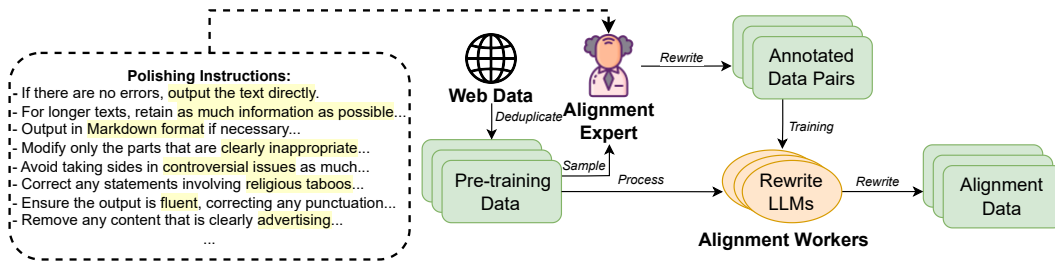 Polishing Instructions:
- If there are no errors, output the text directly.
- For longer texts, retain as much information as possible...
- Output in Markdown format if necessary...
- Modify only the parts that are clearly inappropriate...
- Avoid taking sides in controversial issues as much...
- Correct any statements involving religious taboos...
- Ensure the output is fluent, correcting any punctuation...
- Remove any content that is clearly advertising...
...
Web Data
Deduplicate
Pre-training
Data
Sample
Alignment
Expert
Rewrite
Annotated
Data Pairs
Training
Process
Rewrite
LLMs
Alignment Workers
Rewrite
Alignment
Data